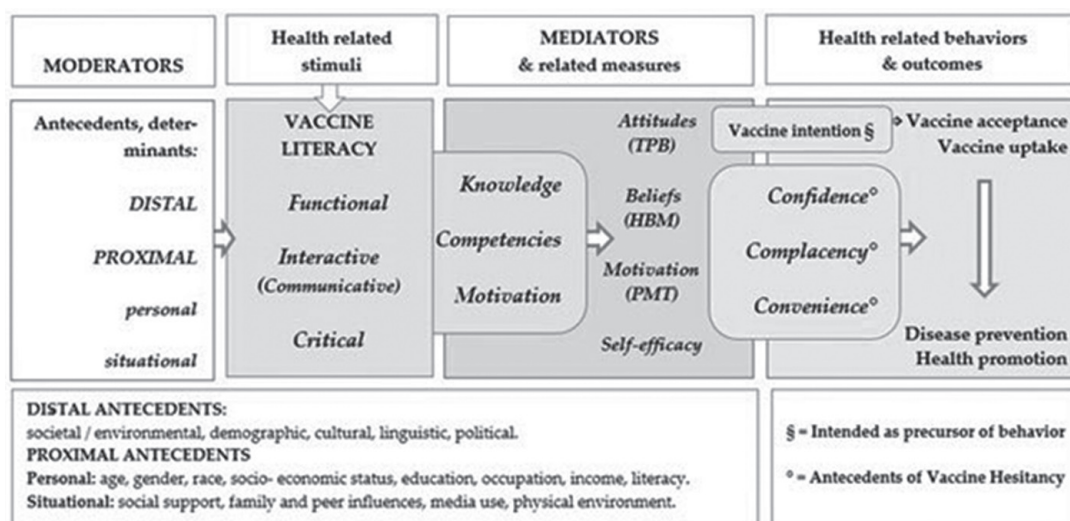 MODERATORS
Health related
stimuli
MEDIATORS
& related measures
Health related behaviors
& outcomes
Antecedents, deter-
minants:
DISTAL
PROXIMAL
personal
situational
VACCINE
LITERACY
Functional
Interactive
(Communicative)
Critical
Knowledge
Competencies
Motivation
Attitudes
(TPB)
Beliefs
(HBM)
Motivation
(PMT)
Self-efficacy
Vaccine intention §
Confidence°
Complacency°
Convenience°
Vaccine acceptance
Vaccine uptake
Disease prevention
Health promotion
DISTAL ANTECEDENTS:
societal / environmental, demographic, cultural, linguistic, political.
PROXIMAL ANTECEDENTS
Personal: age, gender, race, socio- economic status, education, occupation, income, literacy.
Situational: social support, family and peer influences, media use, physical environment.
§ = Intended as precursor of behavior
° = Antecedents of Vaccine Hesitancy